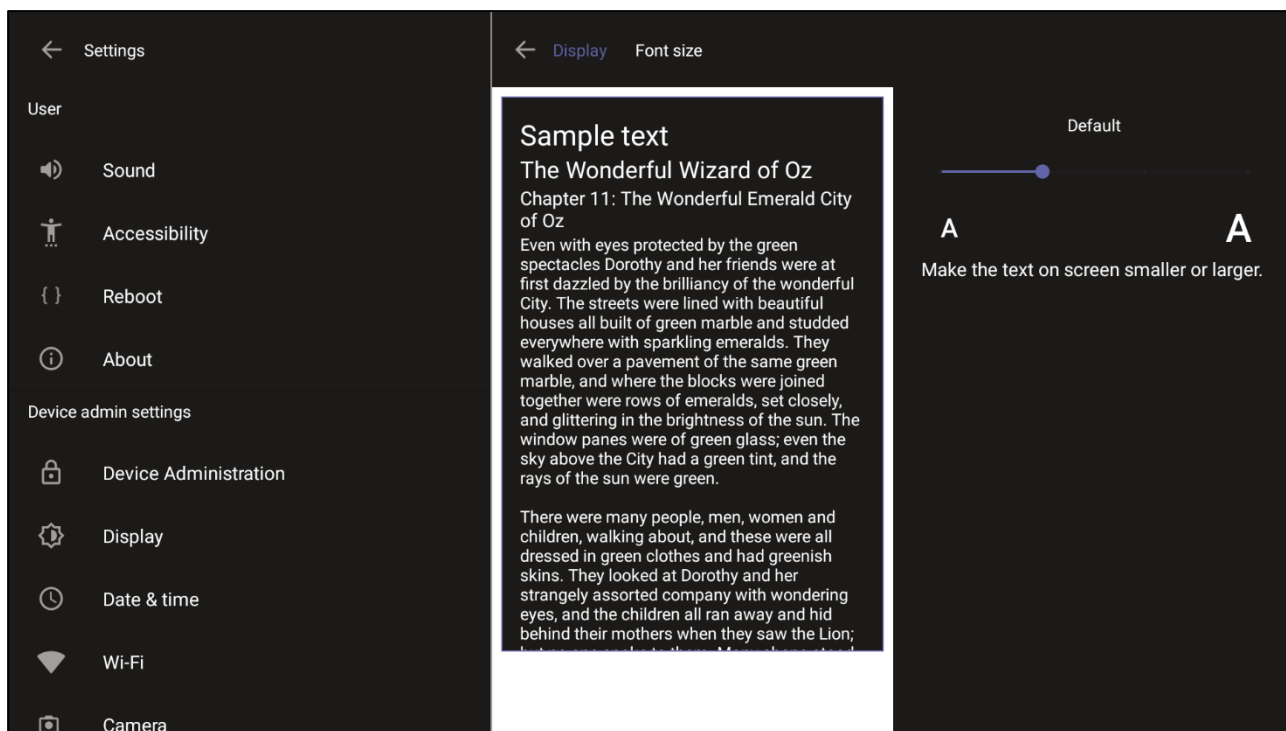 Settings
User
Sound
Accessibility
Reboot
About
Device admin settings
Device Administration
Display
Date & time
Wi-Fi
Camera
Display Font size
Sample text
The Wonderful Wizard of Oz
Chapter 11: The Wonderful Emerald City
of Oz
Even with eyes protected by the green
spectacles Dorothy and her friends were at
first dazzled by the brilliancy of the wonderful
City. The streets were lined with beautiful
houses all built of green marble and studded
everywhere with sparkling emeralds. They
walked over a pavement of the same green
marble, and where the blocks were joined
together were rows of emeralds, set closely,
and glittering in the brightness of the sun. The
window panes were of green glass; even the
sky above the City had a green tint, and the
rays of the sun were green.
There were many people, men, women and
children, walking about, and these were all
dressed in green clothes and had greenish
skins. They looked at Dorothy and her
strangely assorted company with wondering
eyes, and the children all ran away and hid
behind their mothers when they saw the Lion;
Default
A A
Make the text on screen smaller or larger.